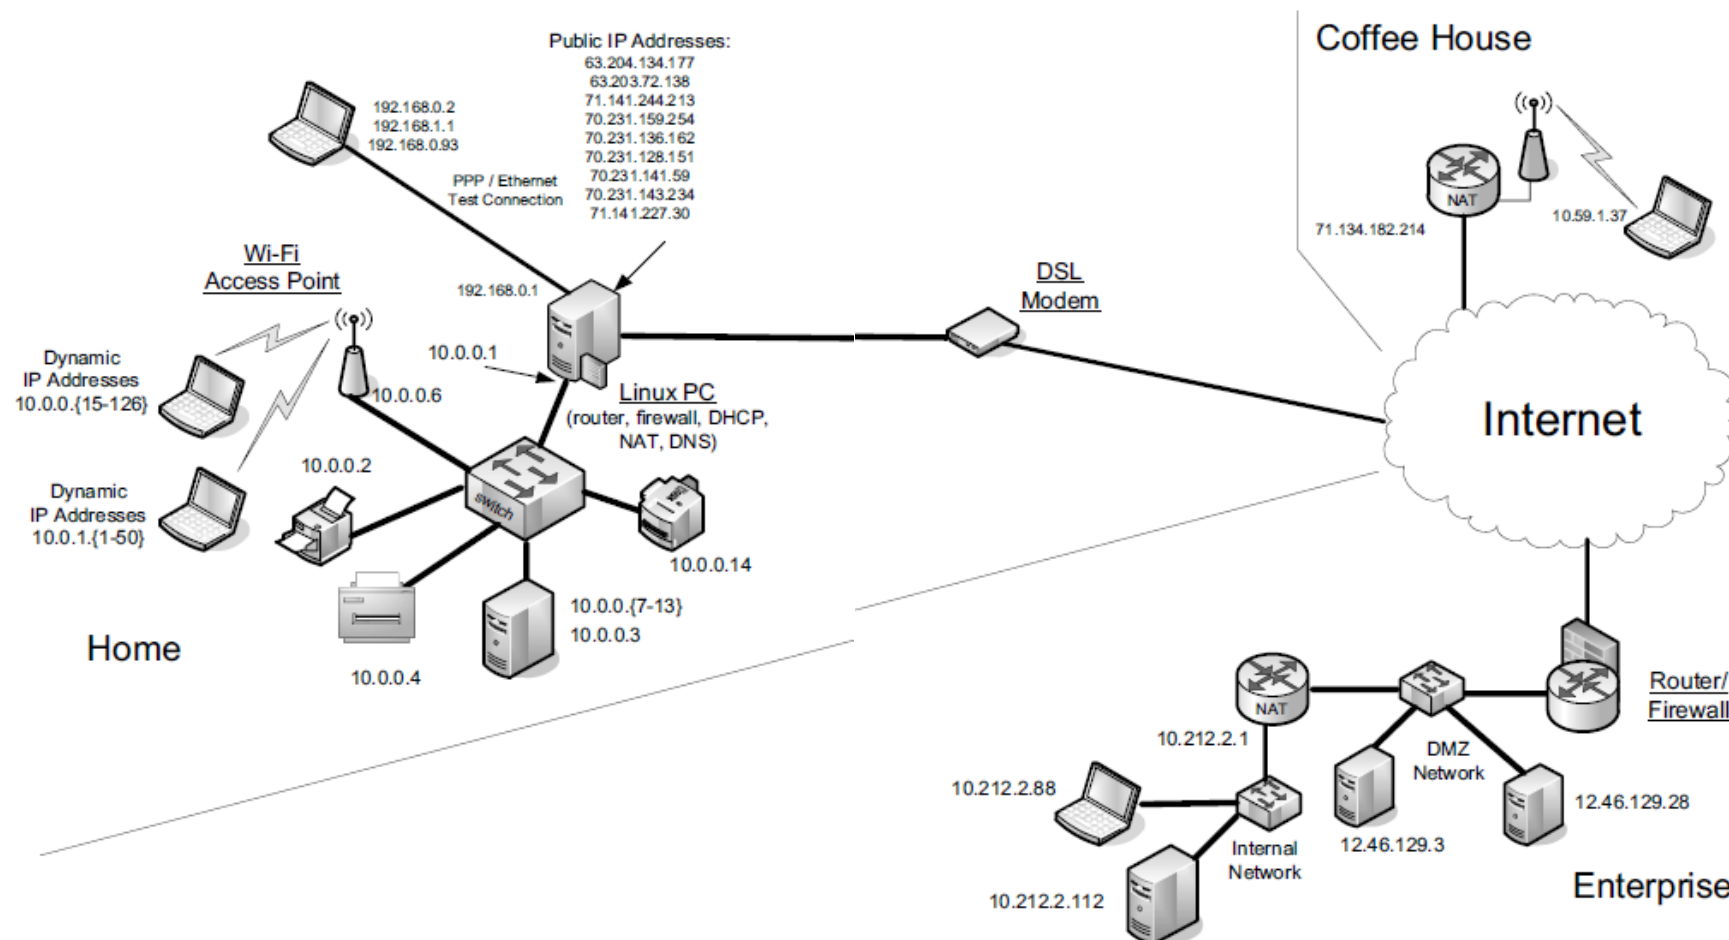 Public IP Addresses:
63.204.134.177
63.203.72.138
71.141.244.213
70.231.159.254
70.231.136.162
70.231.128.151
70.231.141.59
70.231.143.234
71.141.227.30
192.168.0.2
192.168.1.1
192.168.0.93
PPP / Ethernet
Test Connection
192.168.0.1
Wi-Fi
Access Point
10.0.0.1
10.0.0.6
Linux PC
(router, firewall, DHCP,
NAT, DNS)
Dynamic
IP Addresses
10.0.0.{15-126}
Dynamic
IP Addresses
10.0.1.{1-50}
10.0.0.2
switch
10.0.0.14
10.0.0.{7-13}
10.0.0.3
10.0.0.4
Home
DSL
Modem
Coffee House
NAT
71.134.182.214
10.59.1.37
Internet
Router/
Firewall
NAT
10.212.2.1
DMZ
Network
10.212.2.88
12.46.129.28
12.46.129.3
Internal
Network
10.212.2.112
Enterprise